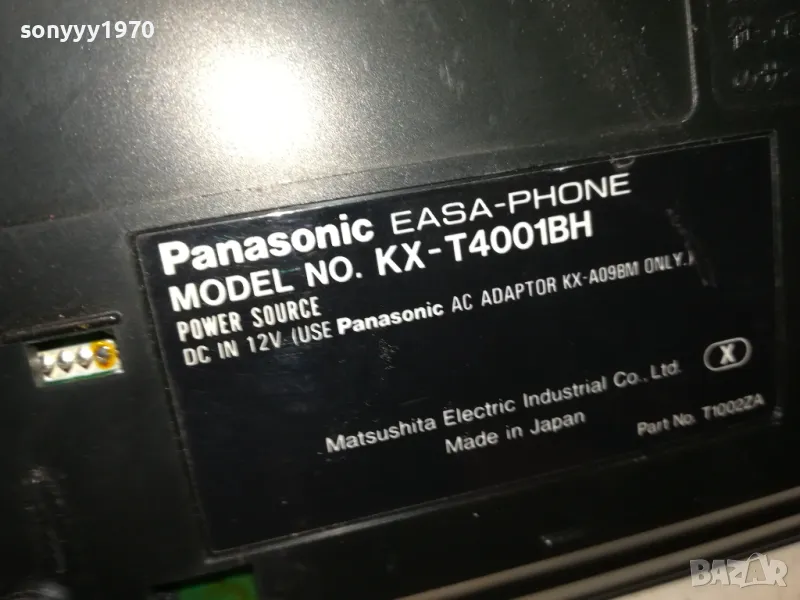 sonyyy1970
Panasonic EASA-PHONE
MODEL NO. KX-T4001BH
POWER SOURCE
DC IN 12V (USE Panasonic AC ADAPTOR KX-A09BM ONLY.)
X
Matsushita Electric Industrial Co., Ltd.
Made in Japan
Part No. T1002ZA
BAZAR